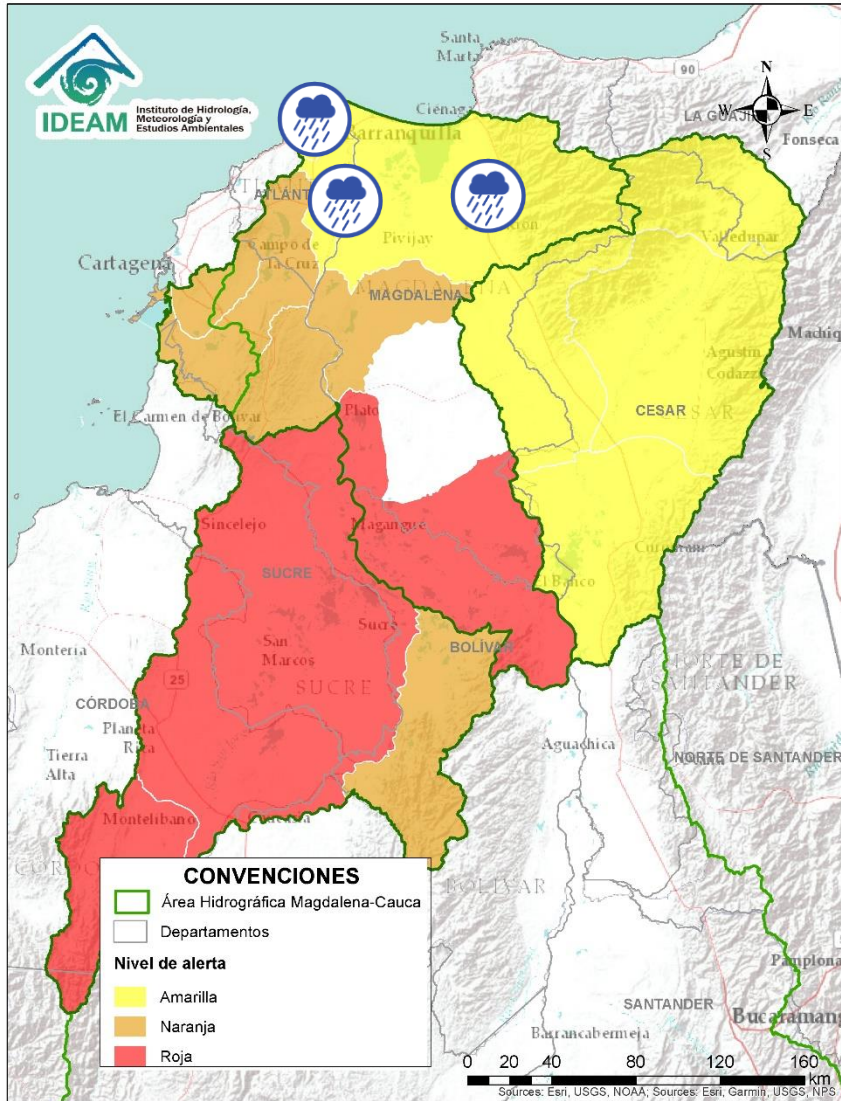 IDEAM
Instituto de Hidrología,
Meteorología y
Estudios Ambientales
Santa
Marta
90
N
W
E
S
Ciénaga
LA GUAJI
Fonseca
arranquilla
ATLÁNT
Campo de
la Cruz
Pivijay
Valledupar
Cartagena
MAGDALENA
Agustín
Codazzi
CESAR
El Carmen de Bolívar
Plato
Sincelejo
Magangué
SUCRE
El Banco
Sucre
BOLÍVAR
Montería
San
Marcos
25
SUCRE
NORTE DE
SANTANDER
CÓRDOBA
Planeta
Rica
Aguachica
Tierra
Alta
NORTE DE SANTANDER
Montelíbano
BOLÍVAR
CONVENCIONES
Área Hidrográfica Magdalena-Cauca
Departamentos
Nivel de alerta
Amarilla
Naranja
Roja
Pamplona
SANTANDER
Bucaramang
Barrancabermeja
0 20 40 80 120 160
km
Sources: Esri, USGS, NOAA; Sources: Esri, Garmin, USGS, NPS